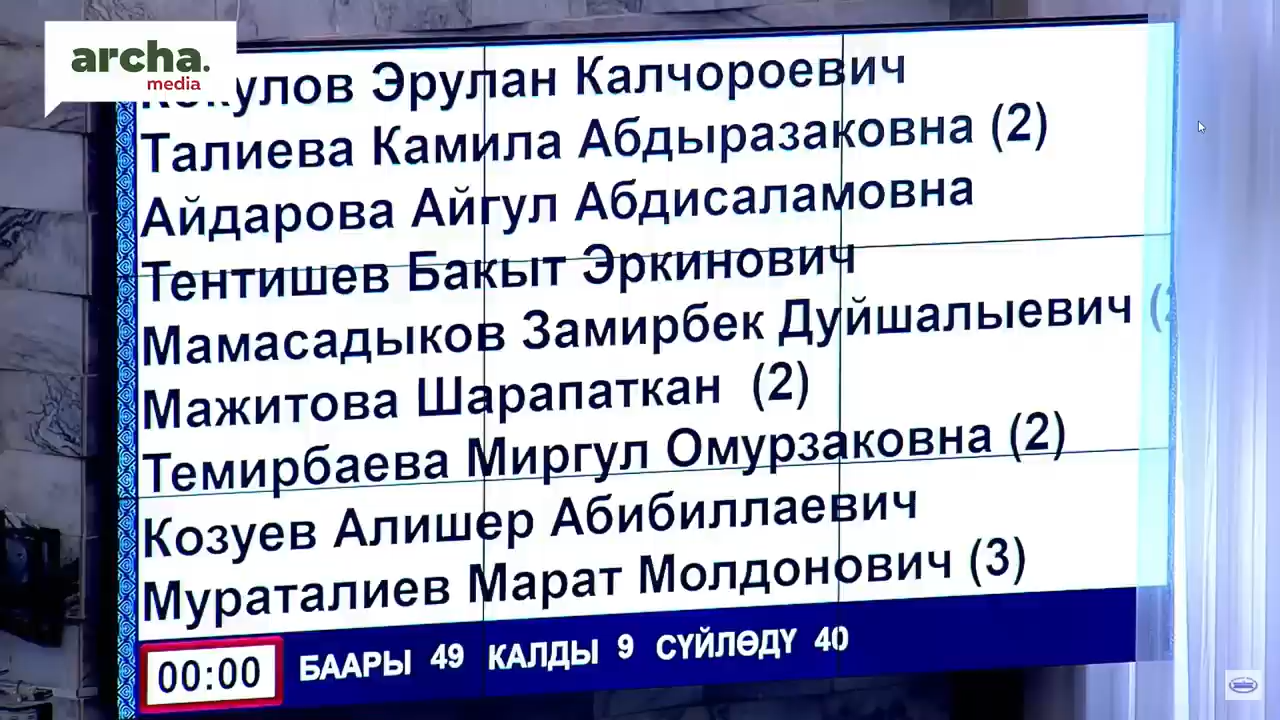 archa.
media
Эрулан Калчороевич
Талиева Камила Абдыразаковна (2)
Айдарова Айгул Абдисаламовна
Тентишев Бакыт Эркинович
Мамасадыков Замирбек Дуйшалыевич
Мажитова Шарапаткан (2)
Темирбаева Миргул Омурзаковна (2)
Козуев Алишер Абибиллаевич
Мураталиев Марат Молдонович (3)
00:00 БААРЫ 49 КАЛДЫ 9 СҮЙЛӨДҮ 40